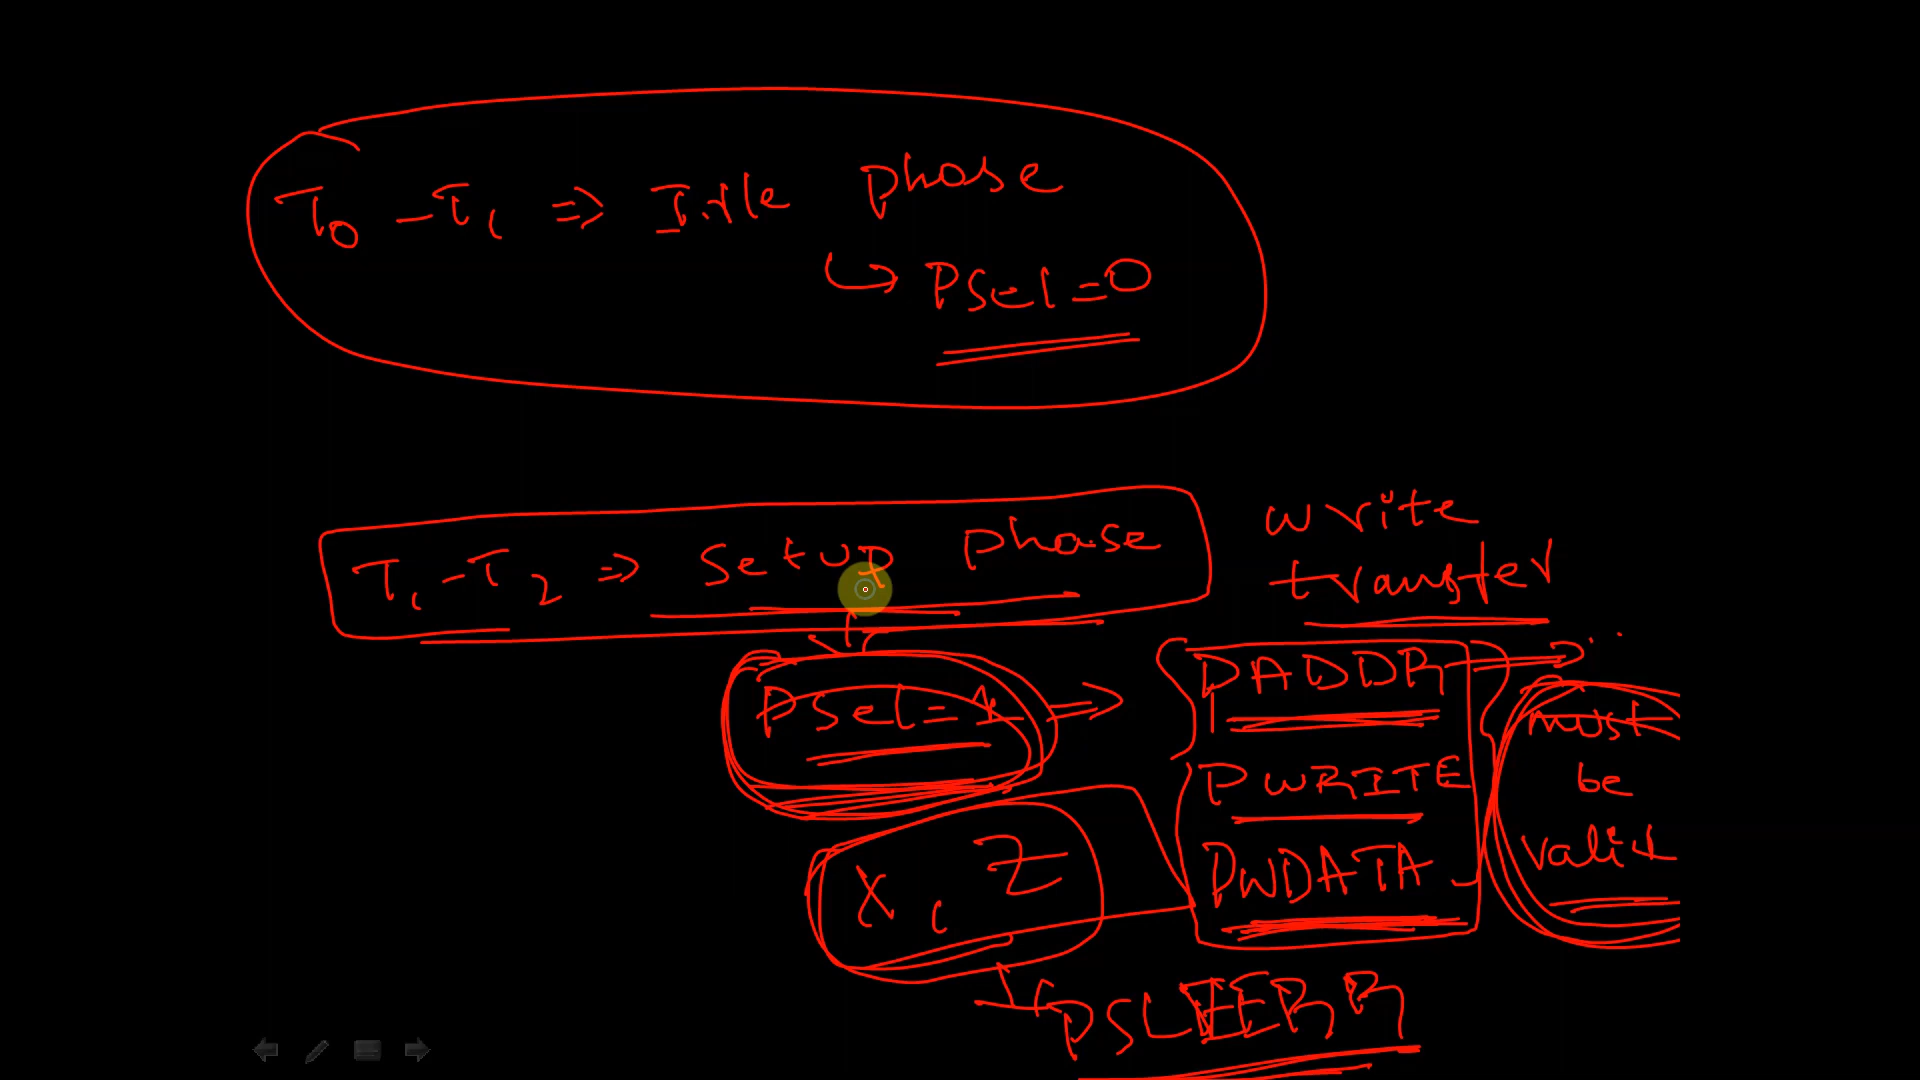 T0 - T1 ⇒ Idle phase
↳ PSel = 0
T1 - T2 ⇒ Setup phase
write
transfer
PSel = 1 ⇒ PADDR
PWRITE
PWDATA
must
be
valid
X, Z
PSLEERR